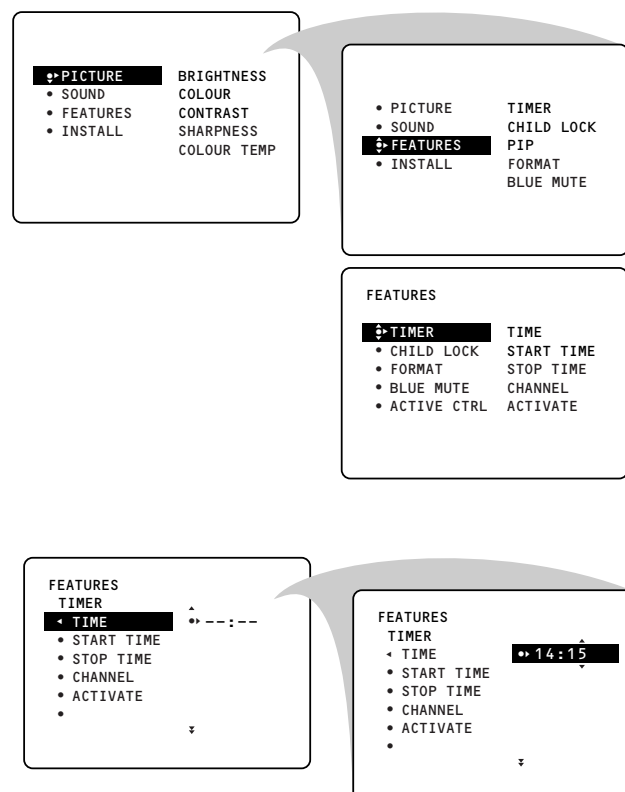 PICTURE BRIGHTNESS
• SOUND COLOUR
• FEATURES CONTRAST
• INSTALL SHARPNESS
COLOUR TEMP
• PICTURE TIMER
• SOUND CHILD LOCK
FEATURES PIP
• INSTALL FORMAT
BLUE MUTE
FEATURES
TIMER TIME
• CHILD LOCK START TIME
• FORMAT STOP TIME
• BLUE MUTE CHANNEL
• ACTIVE CTRL ACTIVATE
FEATURES
TIMER
TIME --:--
• START TIME
• STOP TIME
• CHANNEL
• ACTIVATE
•
FEATURES
TIMER
TIME 14:15
• START TIME
• STOP TIME
• CHANNEL
• ACTIVATE
•